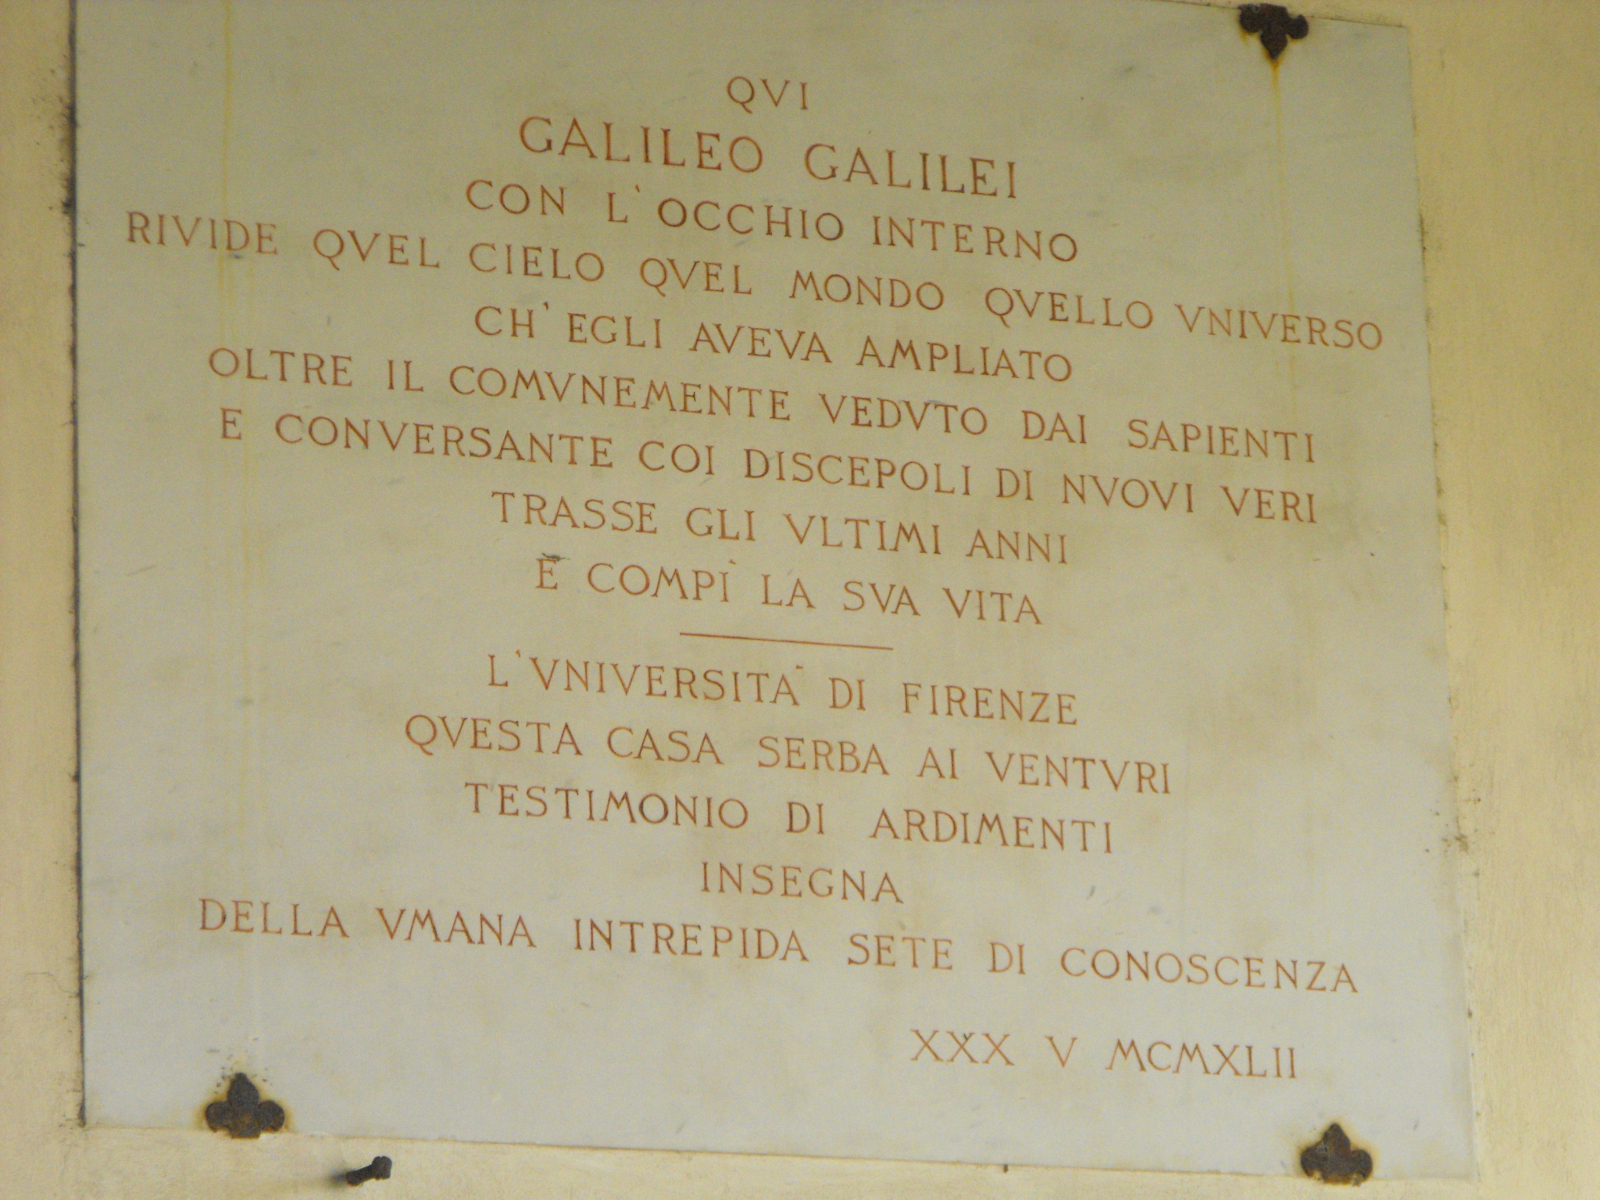 QVI
GALILEO GALILEI
CON L'OCCHIO INTERNO
RIVIDE QVEL CIELO QVEL MONDO QVELLO VNIVERSO
CH'EGLI AVEVA AMPLIATO
OLTRE IL COMVNEMENTE VEDVTO DAI SAPIENTI
E CONVERSANTE COI DISCEPOLI DI NVOVI VERI
TRASSE GLI VLTIMI ANNI
E COMPÌ LA SVA VITA
L'VNIVERSITÀ DI FIRENZE
QVESTA CASA SERBA AI VENTVRI
TESTIMONIO DI ARDIMENTI
INSEGNA
DELLA VMANA INTREPIDA SETE DI CONOSCENZA
XXX V MCMXLII